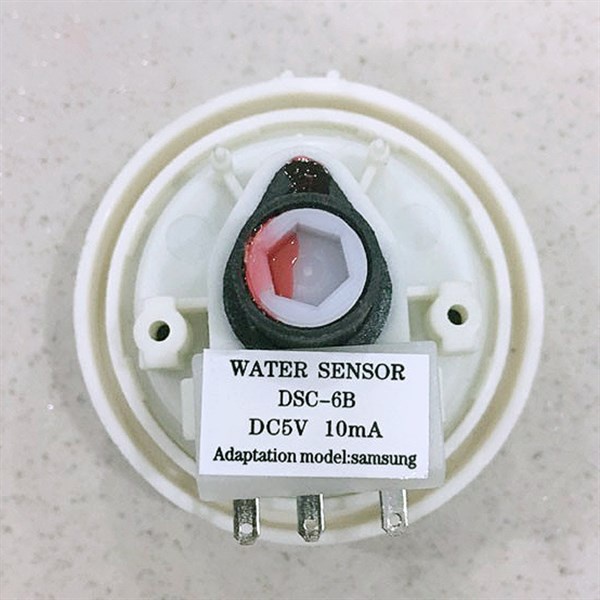 WATER SENSOR
DSC-6B
DC5V 10mA
Adaptation model:samsung